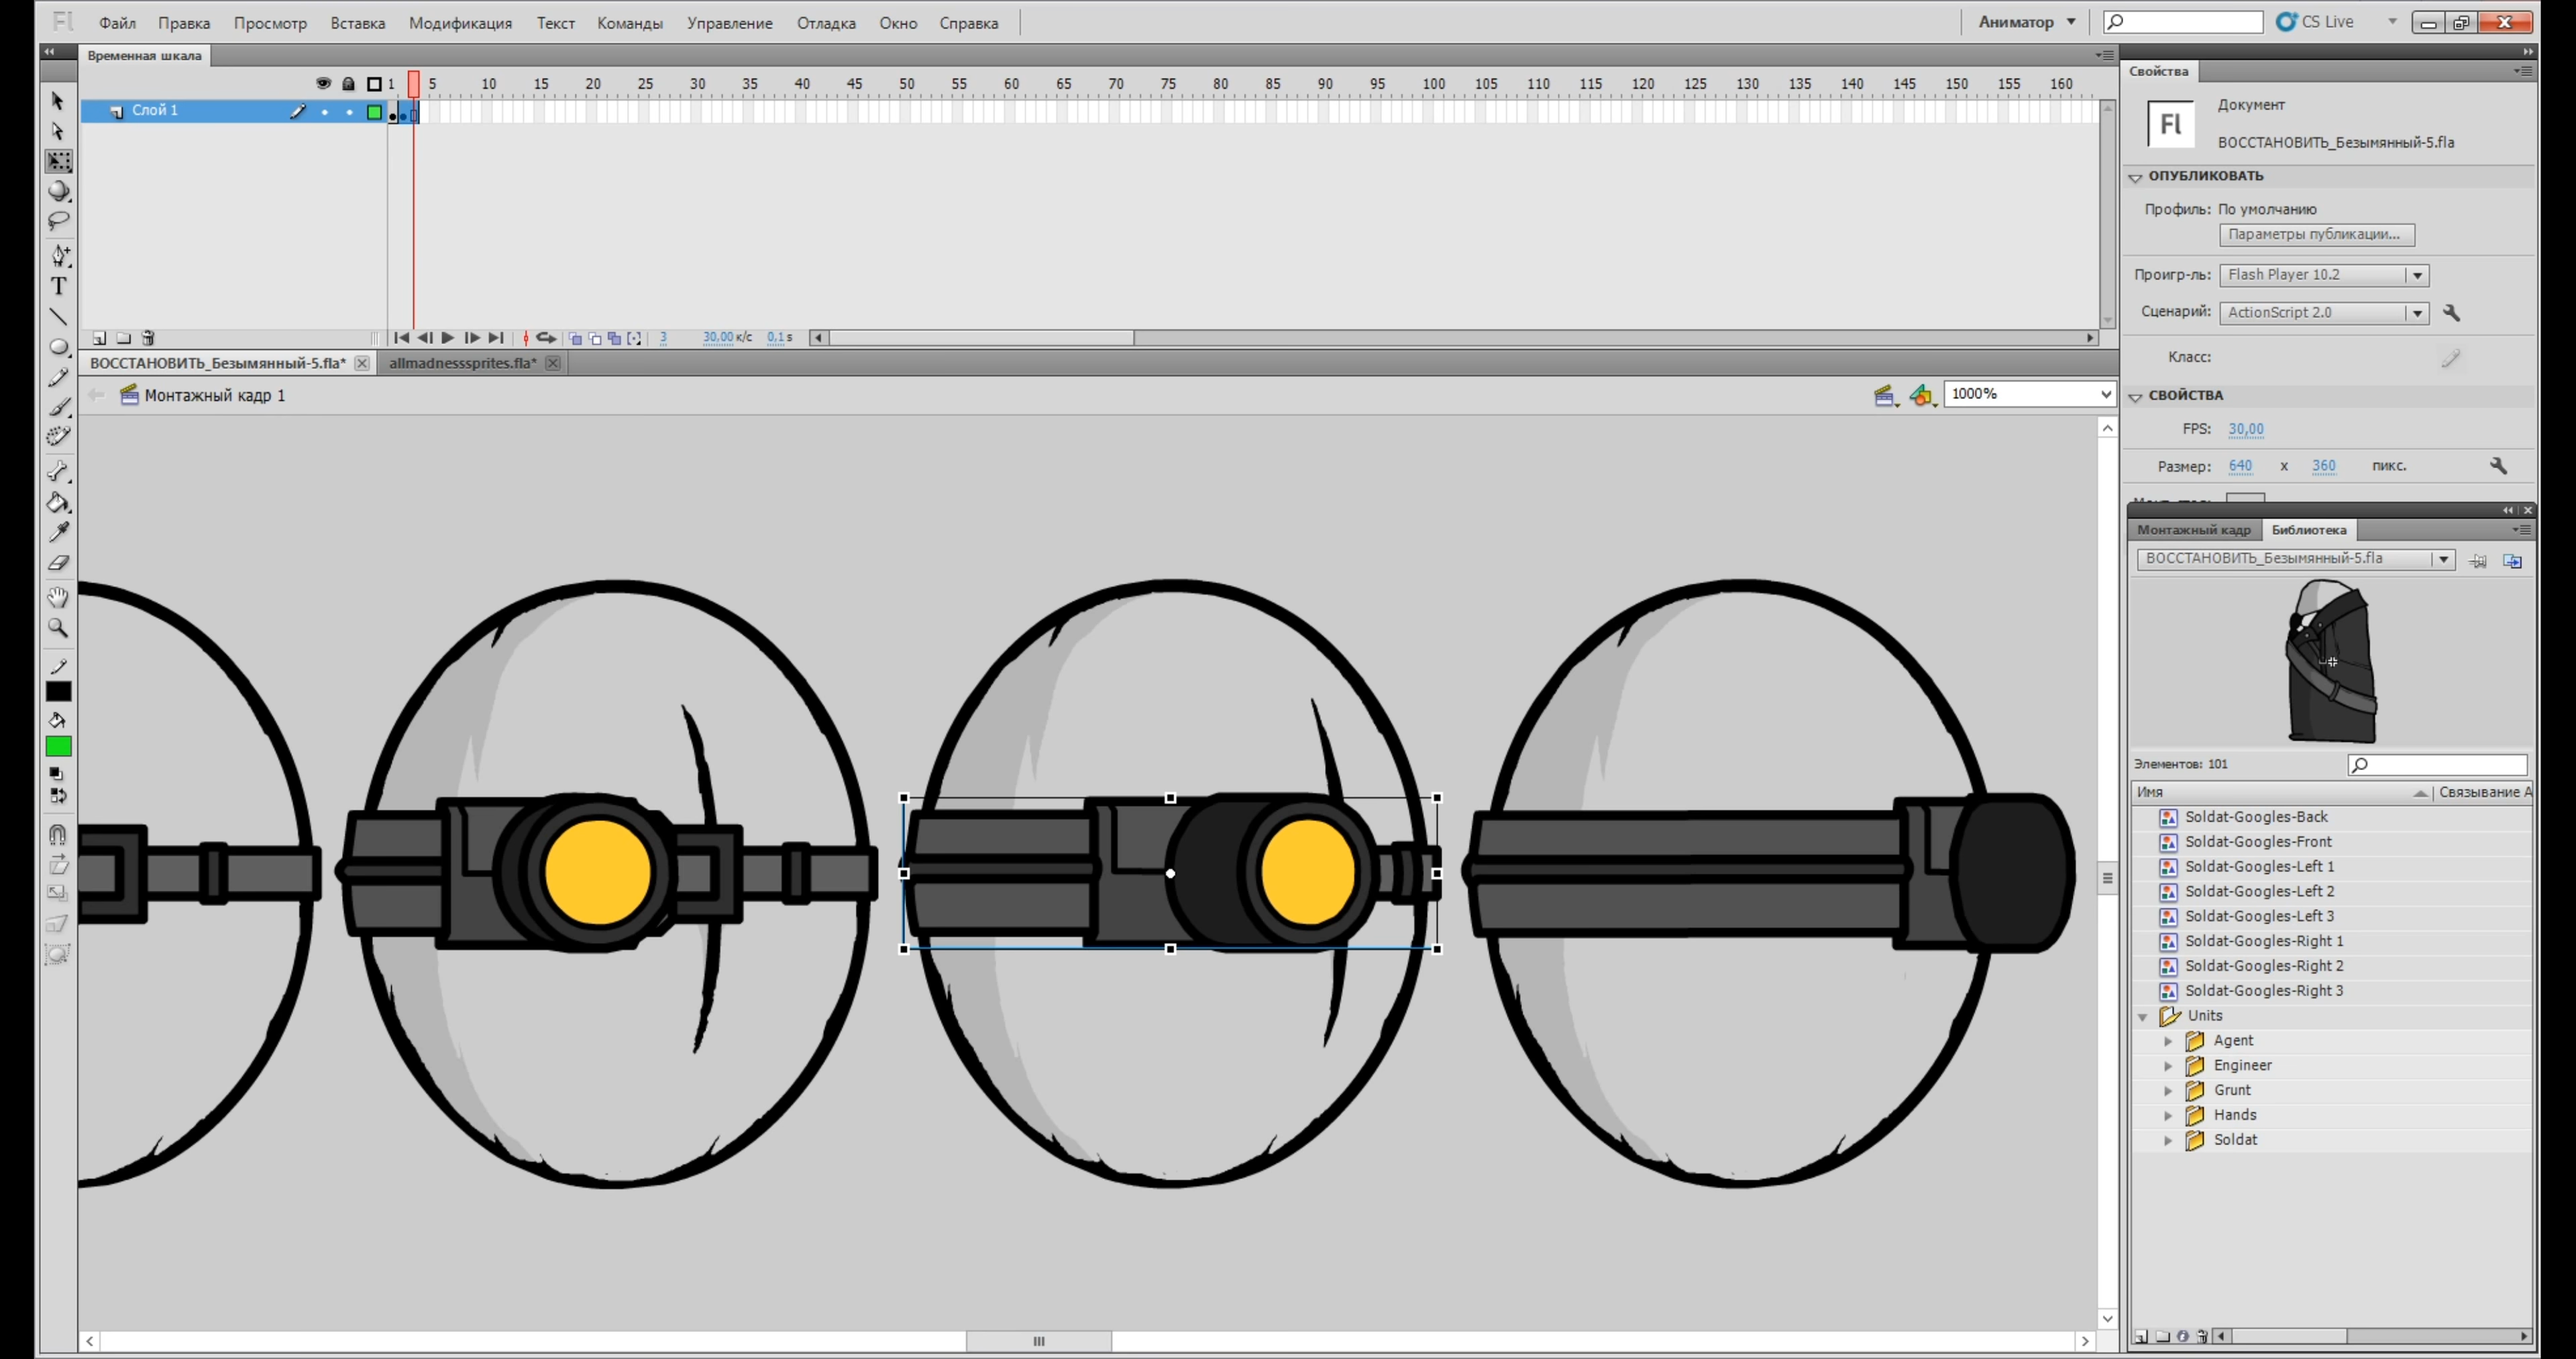 Fl Файл Правка Просмотр Вставка Модификация Текст Команды Управление Отладка Окно Справка Аниматор CS Live
Временная шкала
1 5 10 15 20 25 30 35 40 45 50 55 60 65 70 75 80 85 90 95 100 105 110 115 120 125 130 135 140 145 150 155 160
Слой 1
3 30,00 к/с 0,1 s
ВОССТАНОВИТЬ_Безымянный-5.fla* allmadnesssprites.fla*
Монтажный кадр 1 1000%
Свойства
Fl
Документ
ВОССТАНОВИТЬ_Безымянный-5.fla
ОПУБЛИКОВАТЬ
Профиль: По умолчанию
Параметры публикации...
Проигр-ль: Flash Player 10.2
Сценарий: ActionScript 2.0
Класс:
СВОЙСТВА
FPS: 30,00
Размер: 640 x 360 пикс.
Монтажный кадр Библиотека
ВОССТАНОВИТЬ_Безымянный-5.fla
Элементов: 101
Имя Связывание A
Soldat-Googles-Back
Soldat-Googles-Front
Soldat-Googles-Left 1
Soldat-Googles-Left 2
Soldat-Googles-Left 3
Soldat-Googles-Right 1
Soldat-Googles-Right 2
Soldat-Googles-Right 3
Units
Agent
Engineer
Grunt
Hands
Soldat